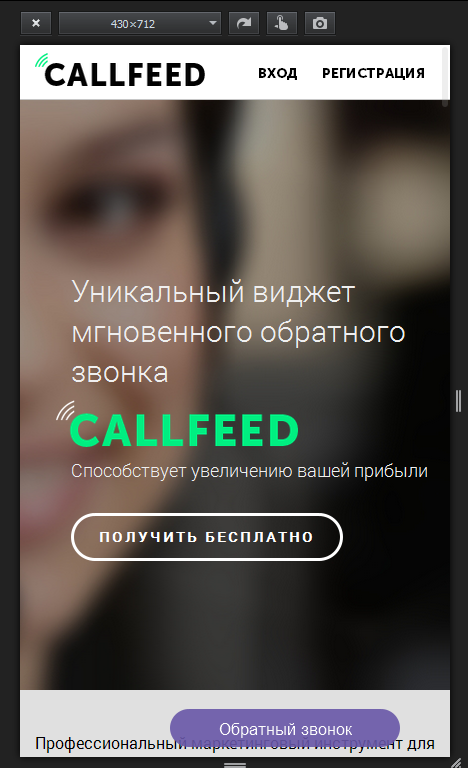 430×712
CALLFEED ВХОД РЕГИСТРАЦИЯ
Уникальный виджет
мгновенного обратного
звонка
CALLFEED
Способствует увеличению вашей прибыли
ПОЛУЧИТЬ БЕСПЛАТНО
Обратный звонок
Профессиональный маркетинговый инструмент для